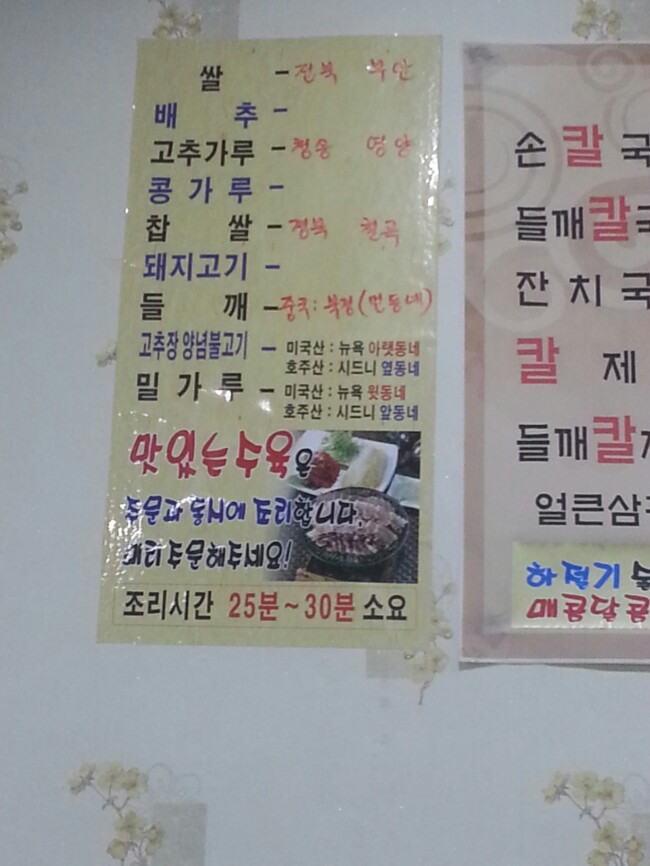 쌀 - 전북 부안
배 추 -
고추가루 - 청송 영양
콩 가 루 -
찹 쌀 - 경북 칠곡
돼지고기 -
들 깨 - 중국: 북경(먼동네)
고추장 양념불고기 - 미국산 : 뉴욕 아랫동네
호주산 : 시드니 옆동네
밀 가 루 - 미국산 : 뉴욕 윗동네
호주산 : 시드니 앞동네
맛있는수육은
주문과 동시에 조리합니다.
미리 주문해주세요!
조리시간 25분~30분 소요
손 칼 국
들깨칼국
잔 치 국
칼 제
들깨칼제
얼큰삼
하절기
매콤달콤